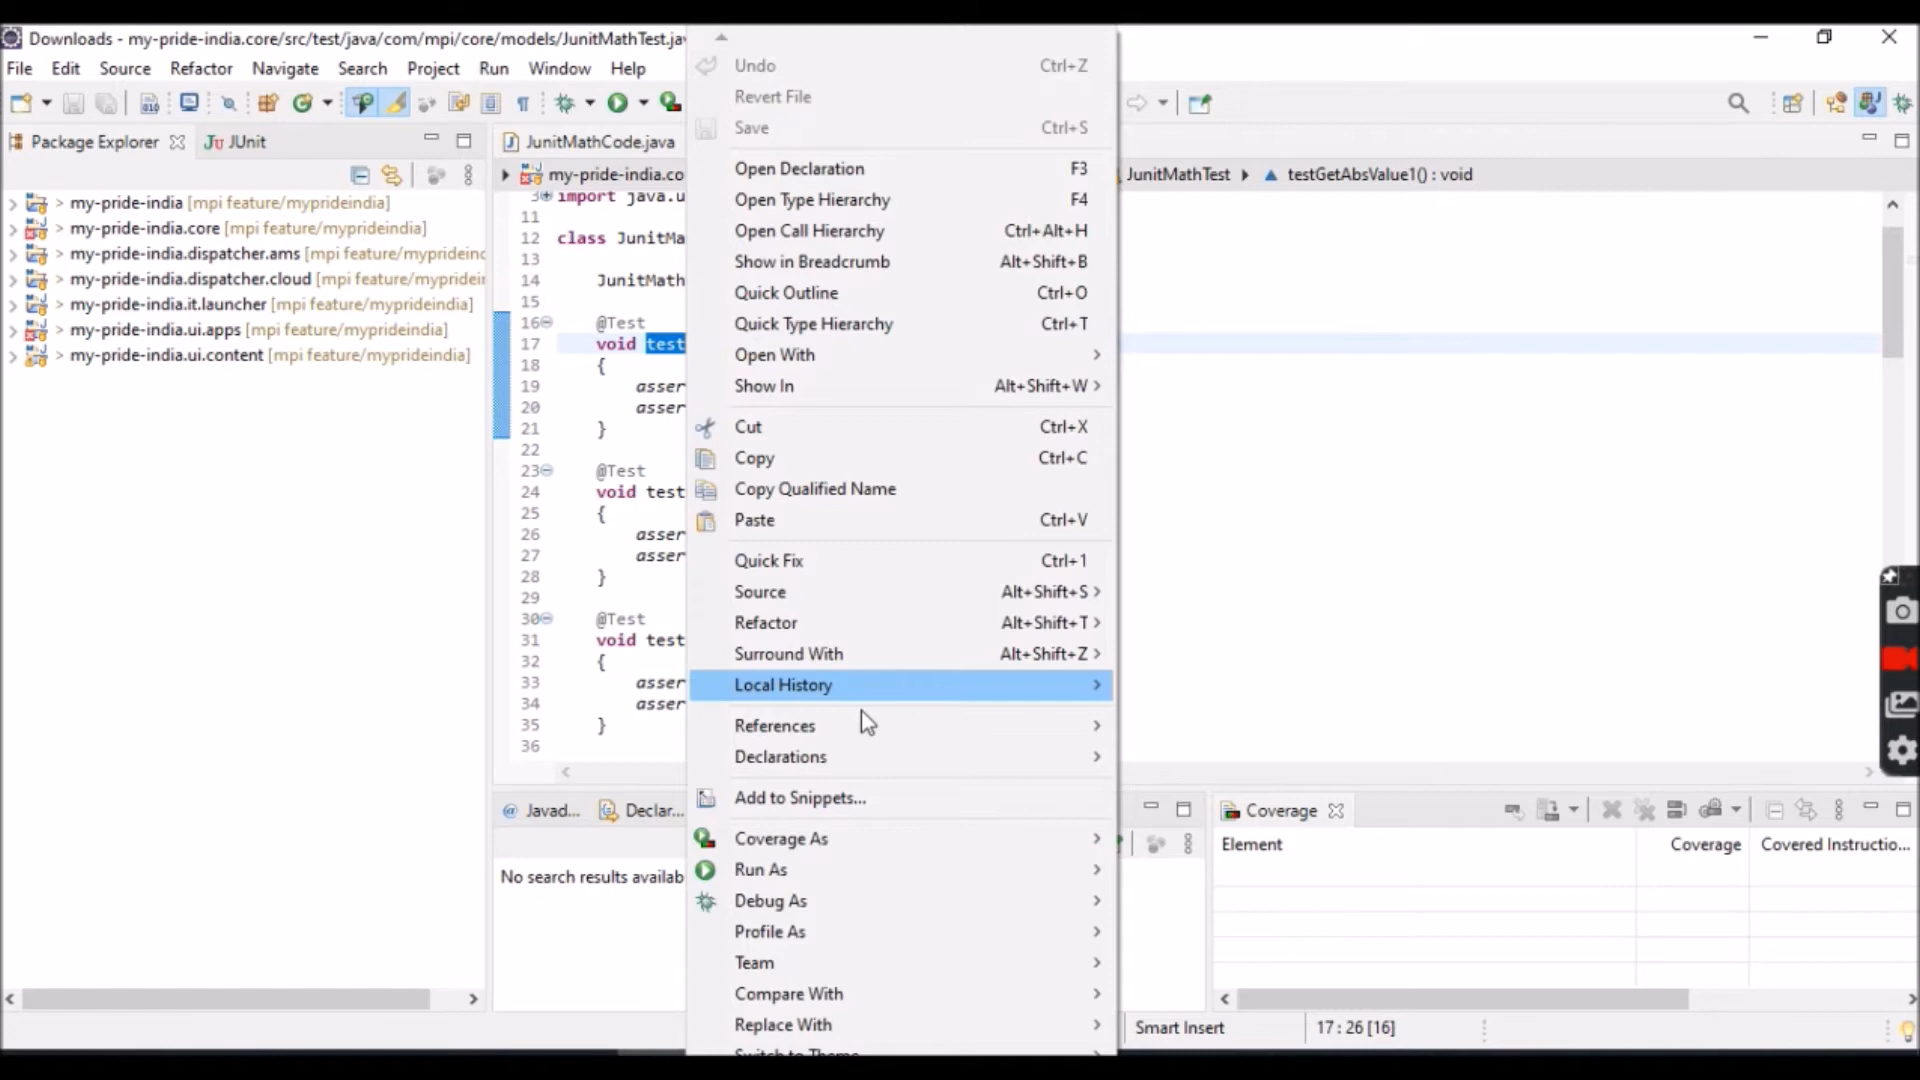 Downloads - my-pride-india.core/src/test/java/com/mpi/core/models/JunitMathTest.jav
File Edit Source Refactor Navigate Search Project Run Window Help
Package Explorer JUnit
my-pride-india [mpi feature/myprideindia]
my-pride-india.core [mpi feature/myprideindia]
my-pride-india.dispatcher.ams [mpi feature/myprideind
my-pride-india.dispatcher.cloud [mpi feature/mypridei
my-pride-india.it.launcher [mpi feature/myprideindia]
my-pride-india.ui.apps [mpi feature/myprideindia]
my-pride-india.ui.content [mpi feature/myprideindia]
JunitMathCode.java
my-pride-india.co
JunitMathTest testGetAbsValue1() : void
3 import java.u
11
12 class JunitMa
13
14 JunitMath
15
16 @Test
17 void test
18 {
19 asser
20 asser
21 }
22
23 @Test
24 void test
25 {
26 asser
27 asser
28 }
29
30 @Test
31 void test
32 {
33 asser
34 asser
35 }
36
Undo Ctrl+Z
Revert File
Save Ctrl+S
Open Declaration F3
Open Type Hierarchy F4
Open Call Hierarchy Ctrl+Alt+H
Show in Breadcrumb Alt+Shift+B
Quick Outline Ctrl+O
Quick Type Hierarchy Ctrl+T
Open With
Show In Alt+Shift+W
Cut Ctrl+X
Copy Ctrl+C
Copy Qualified Name
Paste Ctrl+V
Quick Fix Ctrl+1
Source Alt+Shift+S
Refactor Alt+Shift+T
Surround With Alt+Shift+Z
Local History
References
Declarations
Add to Snippets...
Coverage As
Run As
Debug As
Profile As
Team
Compare With
Replace With
Switch to Theme
@ Javad... Declar...
No search results availab
Coverage
Element Coverage Covered Instructio...
Smart Insert 17 : 26 [16]